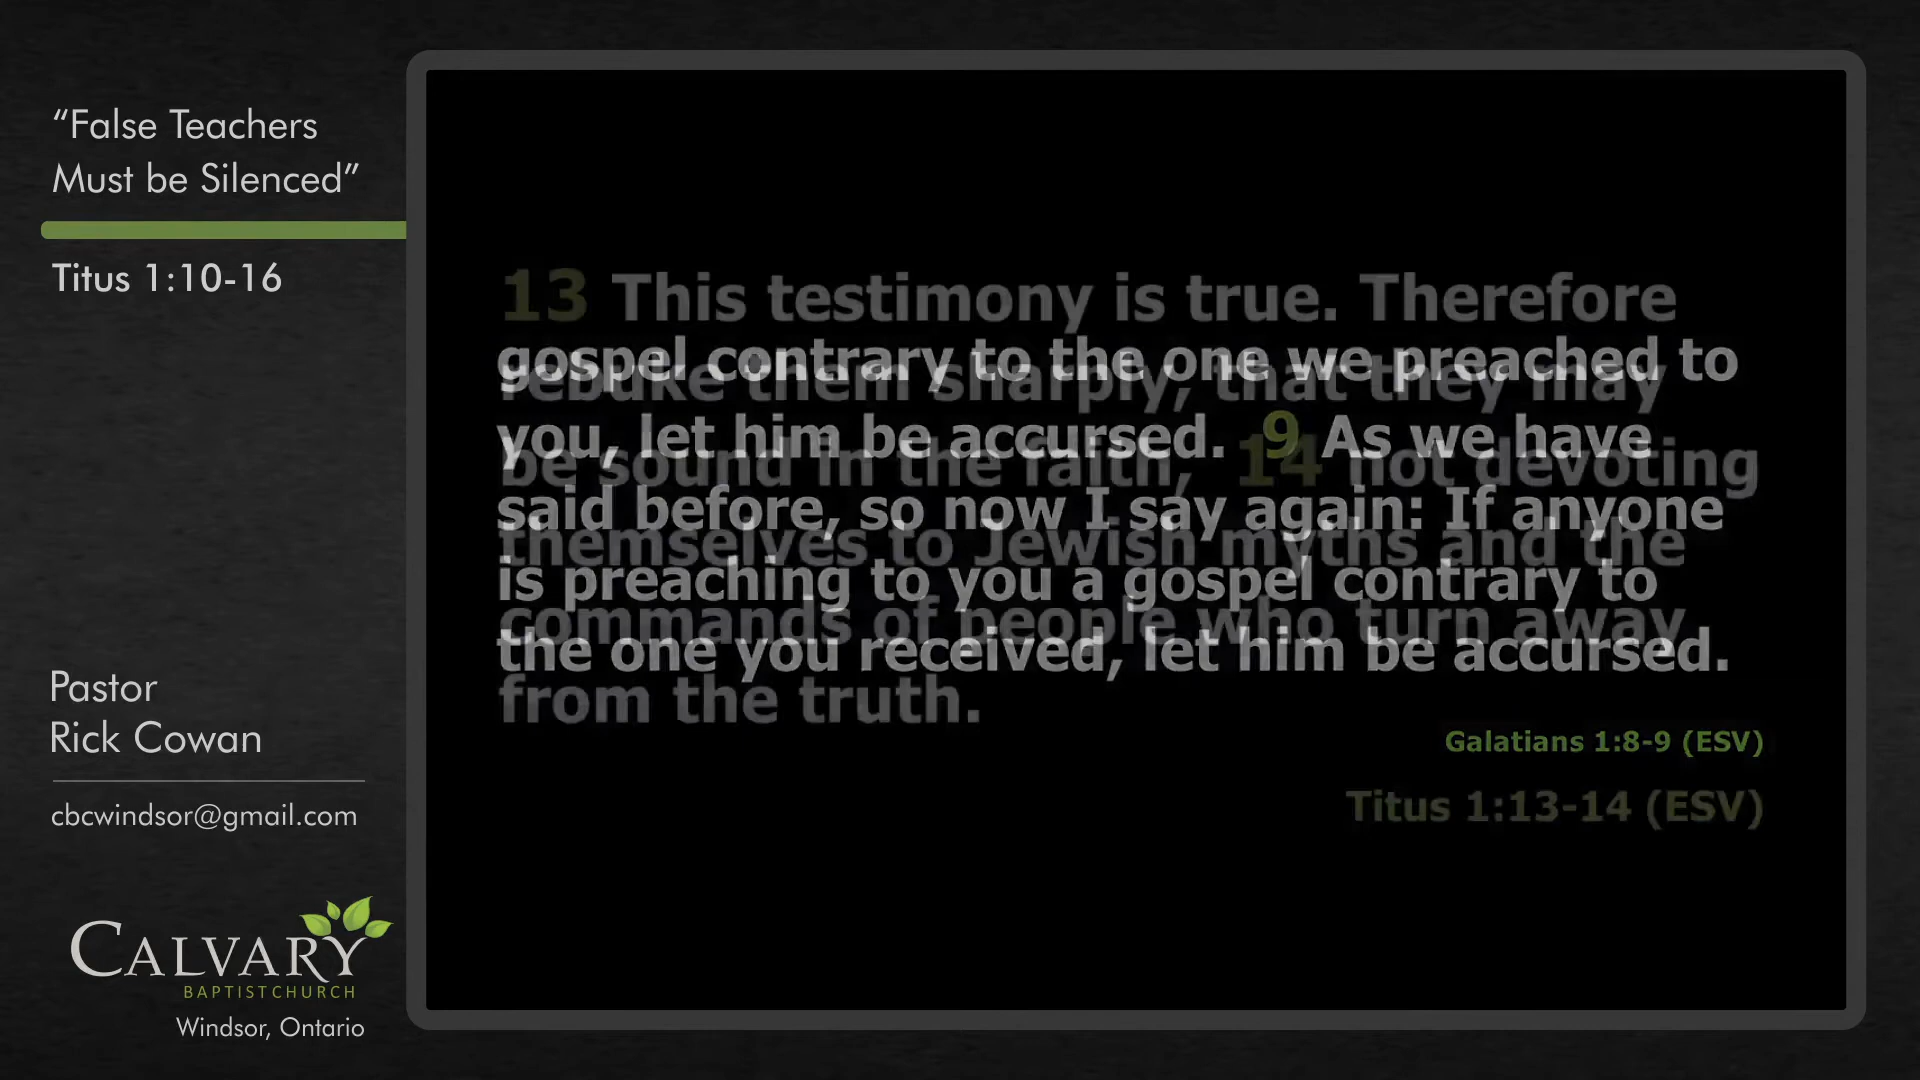 “False Teachers
Must be Silenced”
Titus 1:10-16
Pastor
Rick Cowan
cbcwindsor@gmail.com
CALVARY
BAPTISTCHURCH
Windsor, Ontario
13 This testimony is true. Therefore
rebuke them sharply, that they may
be sound in the faith, 14 not devoting
themselves to Jewish myths and the
commands of people who turn away
from the truth.
Titus 1:13-14 (ESV)
gospel contrary to the one we preached to
you, let him be accursed. 9 As we have
said before, so now I say again: If anyone
is preaching to you a gospel contrary to
the one you received, let him be accursed.
Galatians 1:8-9 (ESV)